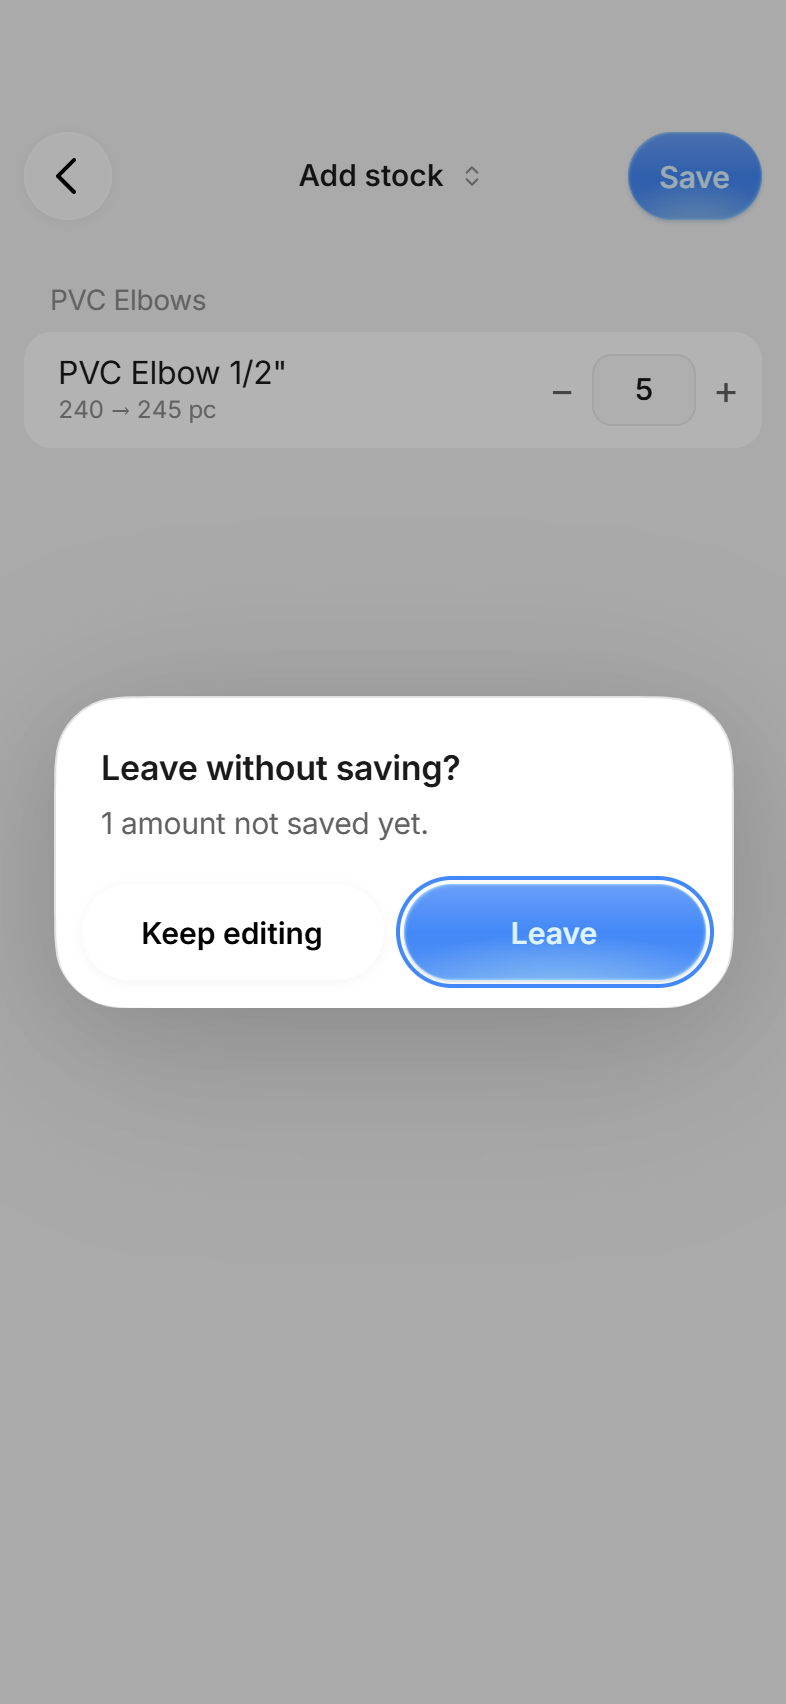 Add stock
Save
PVC Elbows
PVC Elbow 1/2"
240 → 245 pc
− 5 +
Leave without saving?
1 amount not saved yet.
Keep editing
Leave